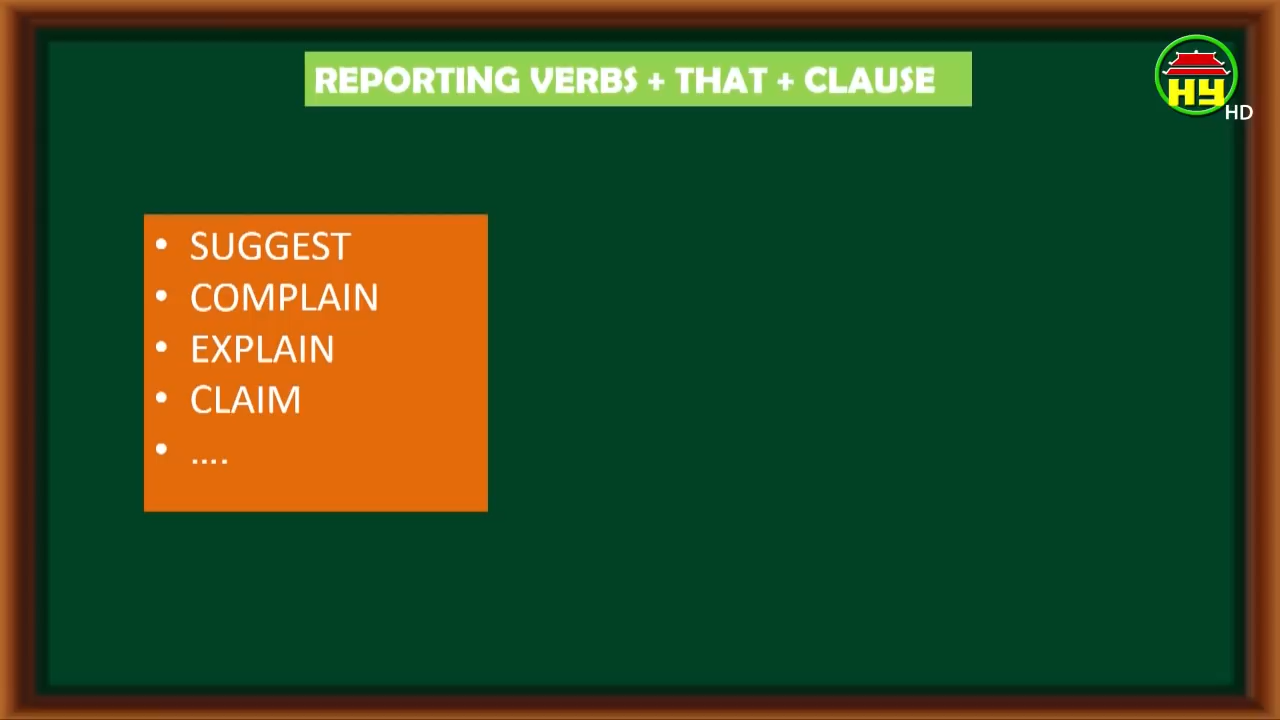 REPORTING VERBS + THAT + CLAUSE
HY
HD
• SUGGEST
• COMPLAIN
• EXPLAIN
• CLAIM
• ....